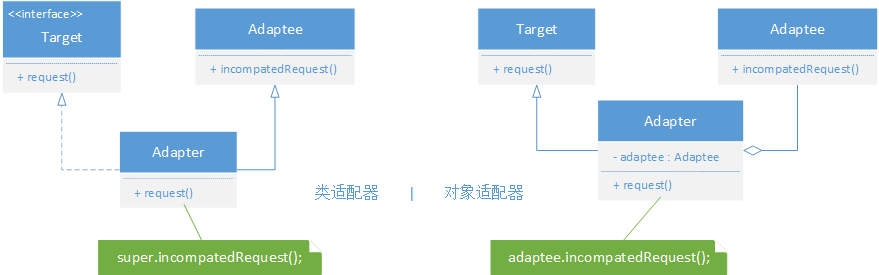 <<interface>>
Target
+ request()
Adaptee
+ incompatedRequest()
Adapter
+ request()
super.incompatedRequest();
类适配器 | 对象适配器
Target
+ request()
Adaptee
+ incompatedRequest()
Adapter
- adaptee : Adaptee
+ request()
adaptee.incompatedRequest();